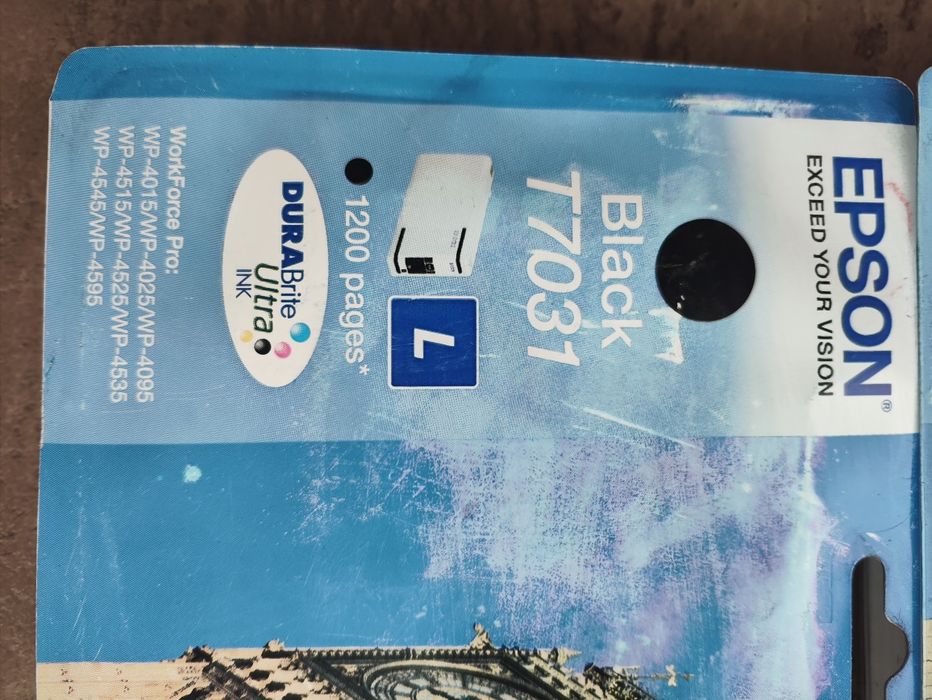 EPSON®
EXCEED YOUR VISION
Black
T7031
L
1200 pages*
DURABrite
Ultra
INK
WorkForce Pro:
WP-4015/WP-4025/WP-4095
WP-4515/WP-4525/WP-4535
WP-4545/WP-4595